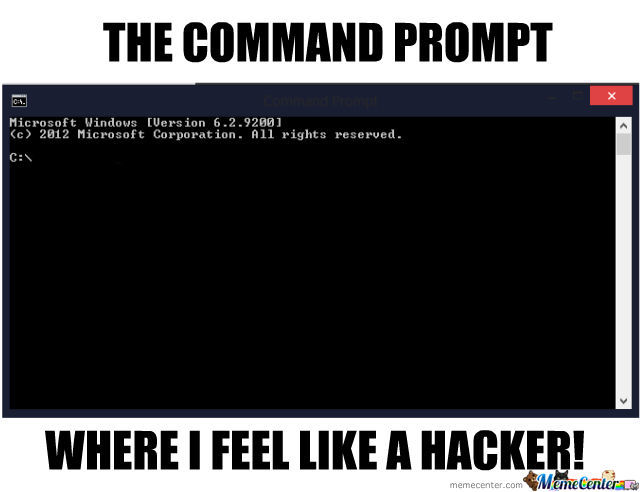 THE COMMAND PROMPT
C:\.
Command Prompt
Microsoft Windows [Version 6.2.9200]
(c) 2012 Microsoft Corporation. All rights reserved.
C:\
WHERE I FEEL LIKE A HACKER!
memecenter.com MemeCenter